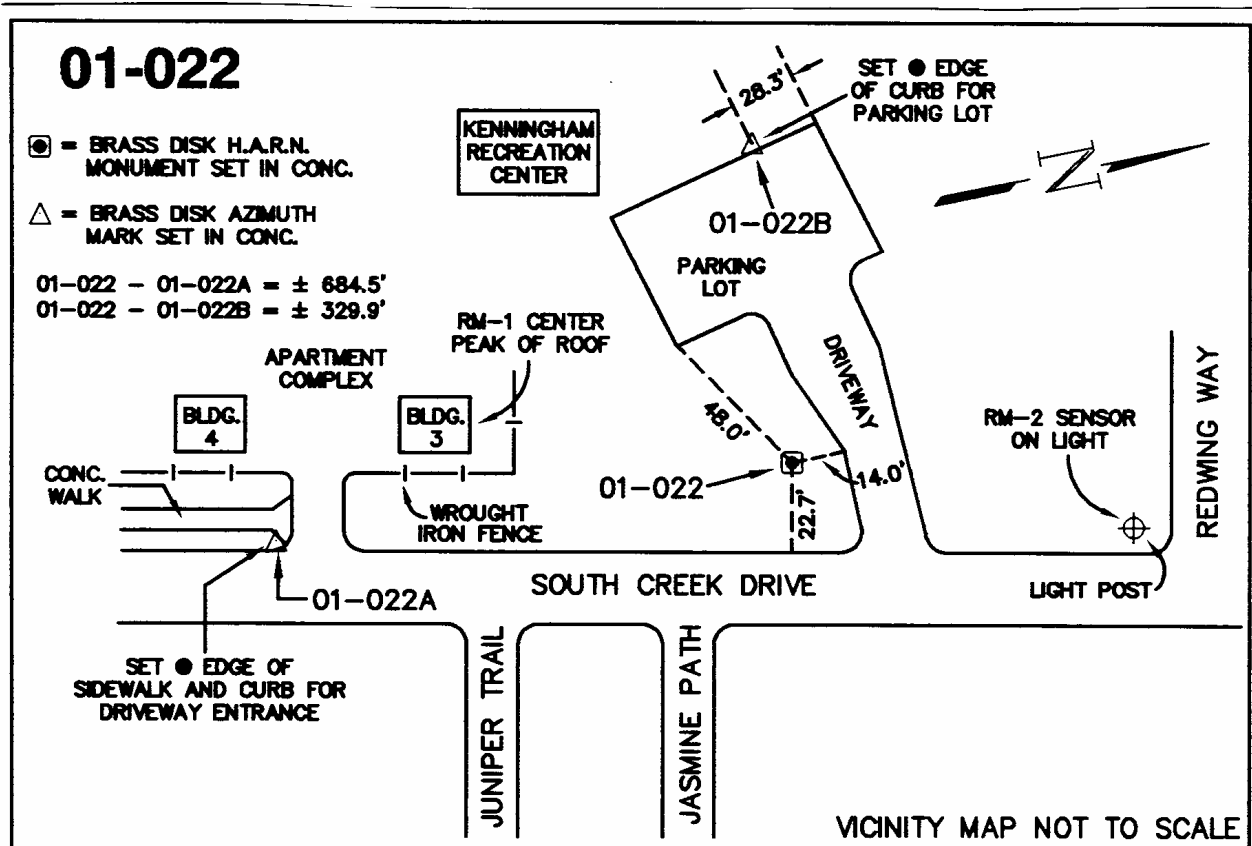 01-022
= BRASS DISK H.A.R.N.
MONUMENT SET IN CONC.
△ = BRASS DISK AZIMUTH
MARK SET IN CONC.
01-022 - 01-022A = ± 684.5'
01-022 - 01-022B = ± 329.9'
KENNINGHAM
RECREATION
CENTER
28.3'
SET ● EDGE
OF CURB FOR
PARKING LOT
N
01-022B
PARKING
LOT
RM-1 CENTER
PEAK OF ROOF
APARTMENT
COMPLEX
BLDG.
4
BLDG.
3
DRIVEWAY
48.0'
14.0'
22.7'
01-022
RM-2 SENSOR
ON LIGHT
REDWING WAY
CONC.
WALK
WROUGHT
IRON FENCE
01-022A
SOUTH CREEK DRIVE
LIGHT POST
SET ● EDGE OF
SIDEWALK AND CURB FOR
DRIVEWAY ENTRANCE
JUNIPER TRAIL
JASMINE PATH
VICINITY MAP NOT TO SCALE